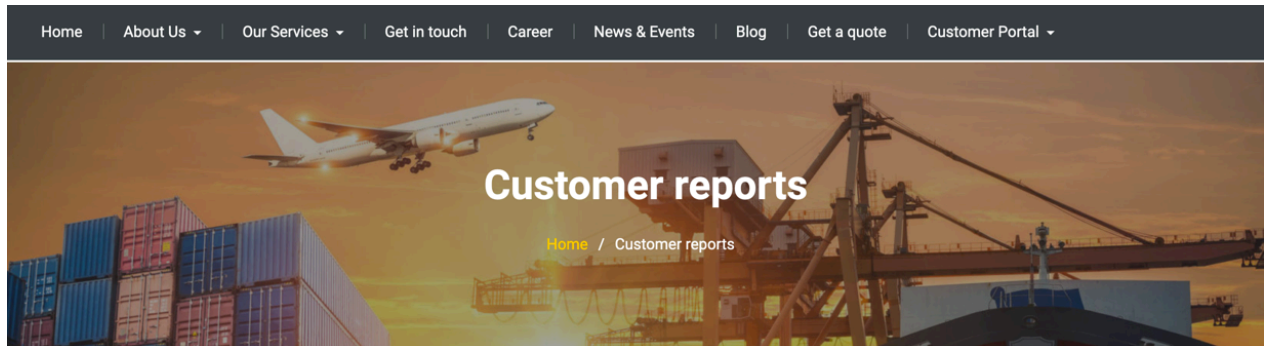 Home About Us Our Services Get in touch Career News & Events Blog Get a quote Customer Portal
Customer reports
Home / Customer reports